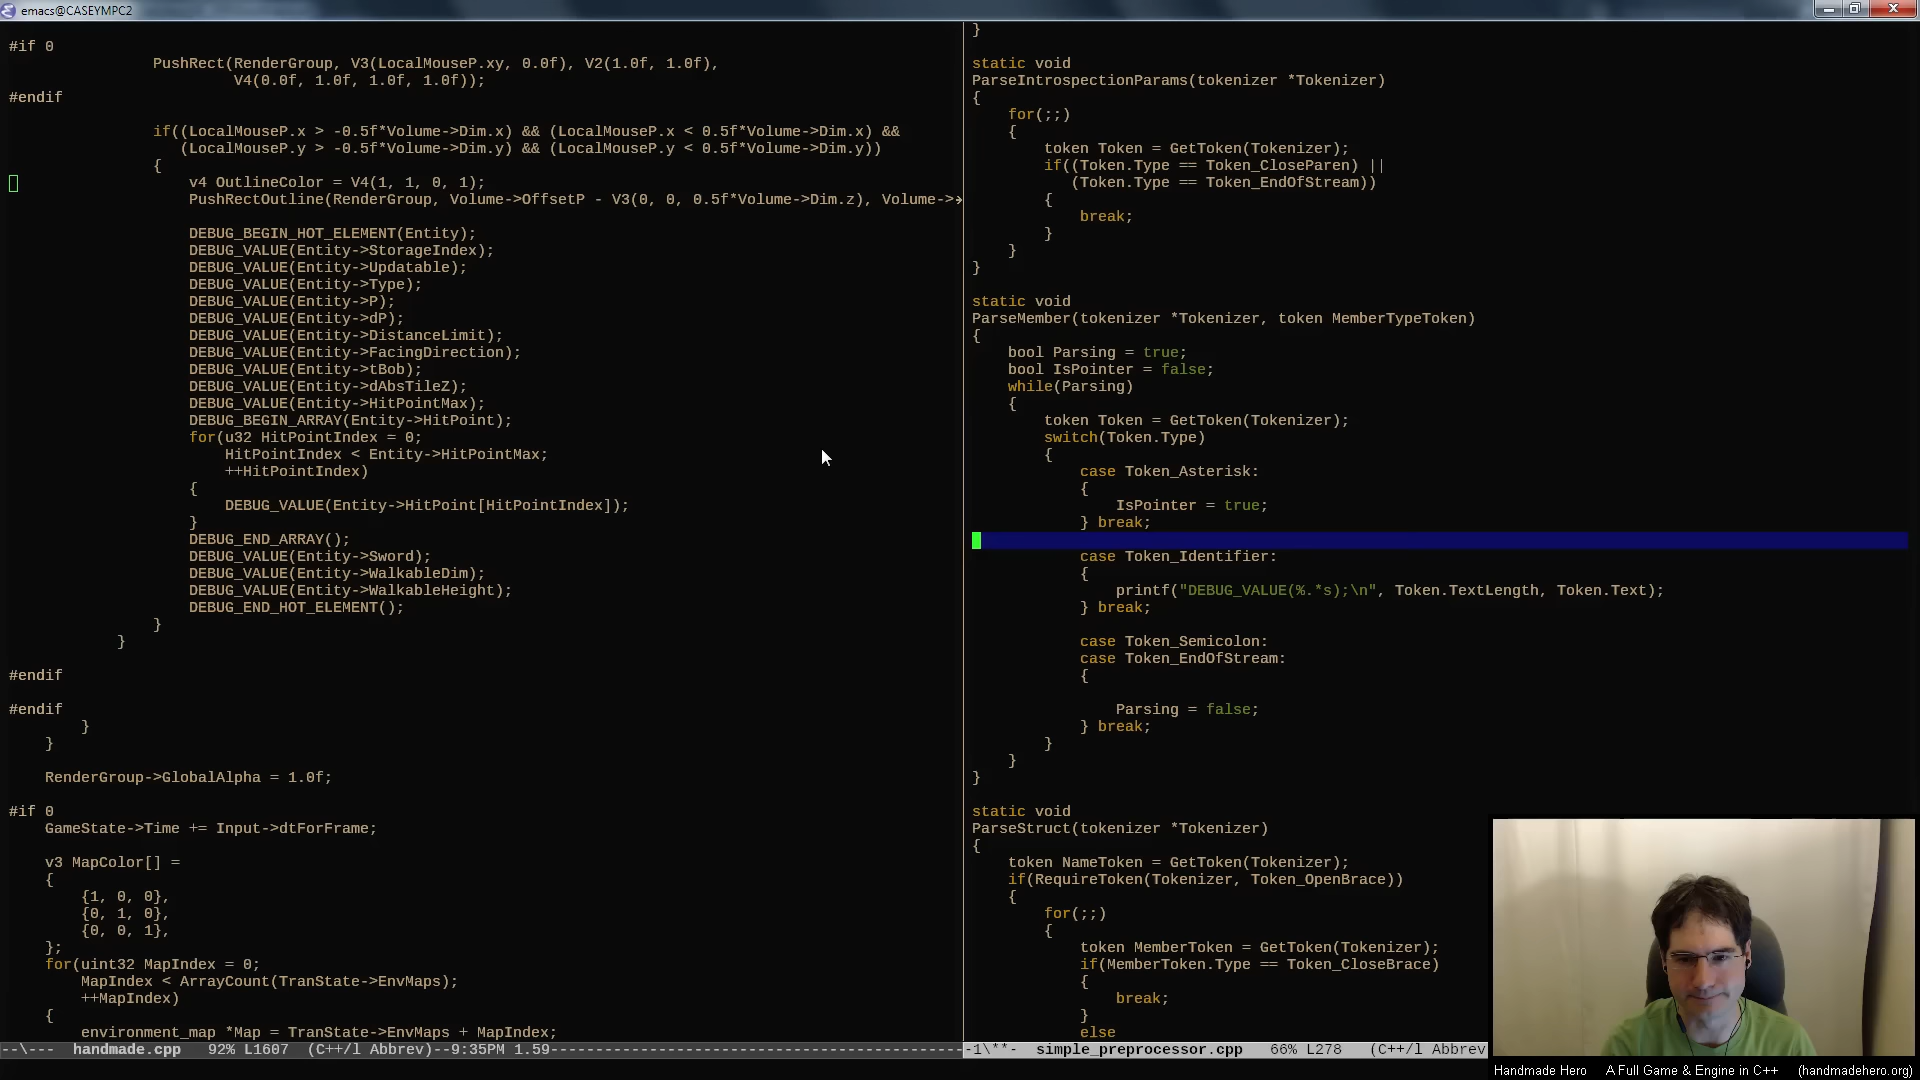 emacs@CASEYMPC2
#if 0
                PushRect(RenderGroup, V3(LocalMouseP.xy, 0.0f), V2(1.0f, 1.0f),
                         V4(0.0f, 1.0f, 1.0f, 1.0f));
#endif
                if((LocalMouseP.x > -0.5f*Volume->Dim.x) && (LocalMouseP.x < 0.5f*Volume->Dim.x) &&
                   (LocalMouseP.y > -0.5f*Volume->Dim.y) && (LocalMouseP.y < 0.5f*Volume->Dim.y))
                {
                    v4 OutlineColor = V4(1, 1, 0, 1);
                    PushRectOutline(RenderGroup, Volume->OffsetP - V3(0, 0, 0.5f*Volume->Dim.z), Volume->
                    DEBUG_BEGIN_HOT_ELEMENT(Entity);
                    DEBUG_VALUE(Entity->StorageIndex);
                    DEBUG_VALUE(Entity->Updatable);
                    DEBUG_VALUE(Entity->Type);
                    DEBUG_VALUE(Entity->P);
                    DEBUG_VALUE(Entity->dP);
                    DEBUG_VALUE(Entity->DistanceLimit);
                    DEBUG_VALUE(Entity->FacingDirection);
                    DEBUG_VALUE(Entity->tBob);
                    DEBUG_VALUE(Entity->dAbsTileZ);
                    DEBUG_VALUE(Entity->HitPointMax);
                    DEBUG_BEGIN_ARRAY(Entity->HitPoint);
                    for(u32 HitPointIndex = 0;
                        HitPointIndex < Entity->HitPointMax;
                        ++HitPointIndex)
                    {
                        DEBUG_VALUE(Entity->HitPoint[HitPointIndex]);
                    }
                    DEBUG_END_ARRAY();
                    DEBUG_VALUE(Entity->Sword);
                    DEBUG_VALUE(Entity->WalkableDim);
                    DEBUG_VALUE(Entity->WalkableHeight);
                    DEBUG_END_HOT_ELEMENT();
                }
            }
#endif
#endif
        }
    }
    RenderGroup->GlobalAlpha = 1.0f;
#if 0
    GameState->Time += Input->dtForFrame;
    v3 MapColor[] =
    {
        {1, 0, 0},
        {0, 1, 0},
        {0, 0, 1},
    };
    for(uint32 MapIndex = 0;
        MapIndex < ArrayCount(TranState->EnvMaps);
        ++MapIndex)
    {
        environment_map *Map = TranState->EnvMaps + MapIndex;
--\---  handmade.cpp   92% L1607  (C++/l Abbrev)--9:35PM 1.59----------------------------------------------
}
static void
ParseIntrospectionParams(tokenizer *Tokenizer)
{
    for(;;)
    {
        token Token = GetToken(Tokenizer);
        if((Token.Type == Token_CloseParen) ||
           (Token.Type == Token_EndOfStream))
        {
            break;
        }
    }
}
static void
ParseMember(tokenizer *Tokenizer, token MemberTypeToken)
{
    bool Parsing = true;
    bool IsPointer = false;
    while(Parsing)
    {
        token Token = GetToken(Tokenizer);
        switch(Token.Type)
        {
            case Token_Asterisk:
            {
                IsPointer = true;
            } break;
            case Token_Identifier:
            {
                printf("DEBUG_VALUE(%.*s);\n", Token.TextLength, Token.Text);
            } break;
            case Token_Semicolon:
            case Token_EndOfStream:
            {
                Parsing = false;
            } break;
        }
    }
}
static void
ParseStruct(tokenizer *Tokenizer)
{
    token NameToken = GetToken(Tokenizer);
    if(RequireToken(Tokenizer, Token_OpenBrace))
    {
        for(;;)
        {
            token MemberToken = GetToken(Tokenizer);
            if(MemberToken.Type == Token_CloseBrace)
            {
                break;
            }
            else
-1\**-  simple_preprocessor.cpp   66% L278   (C++/l Abbrev
Handmade Hero   A Full Game & Engine in C++   (handmadehero.org)